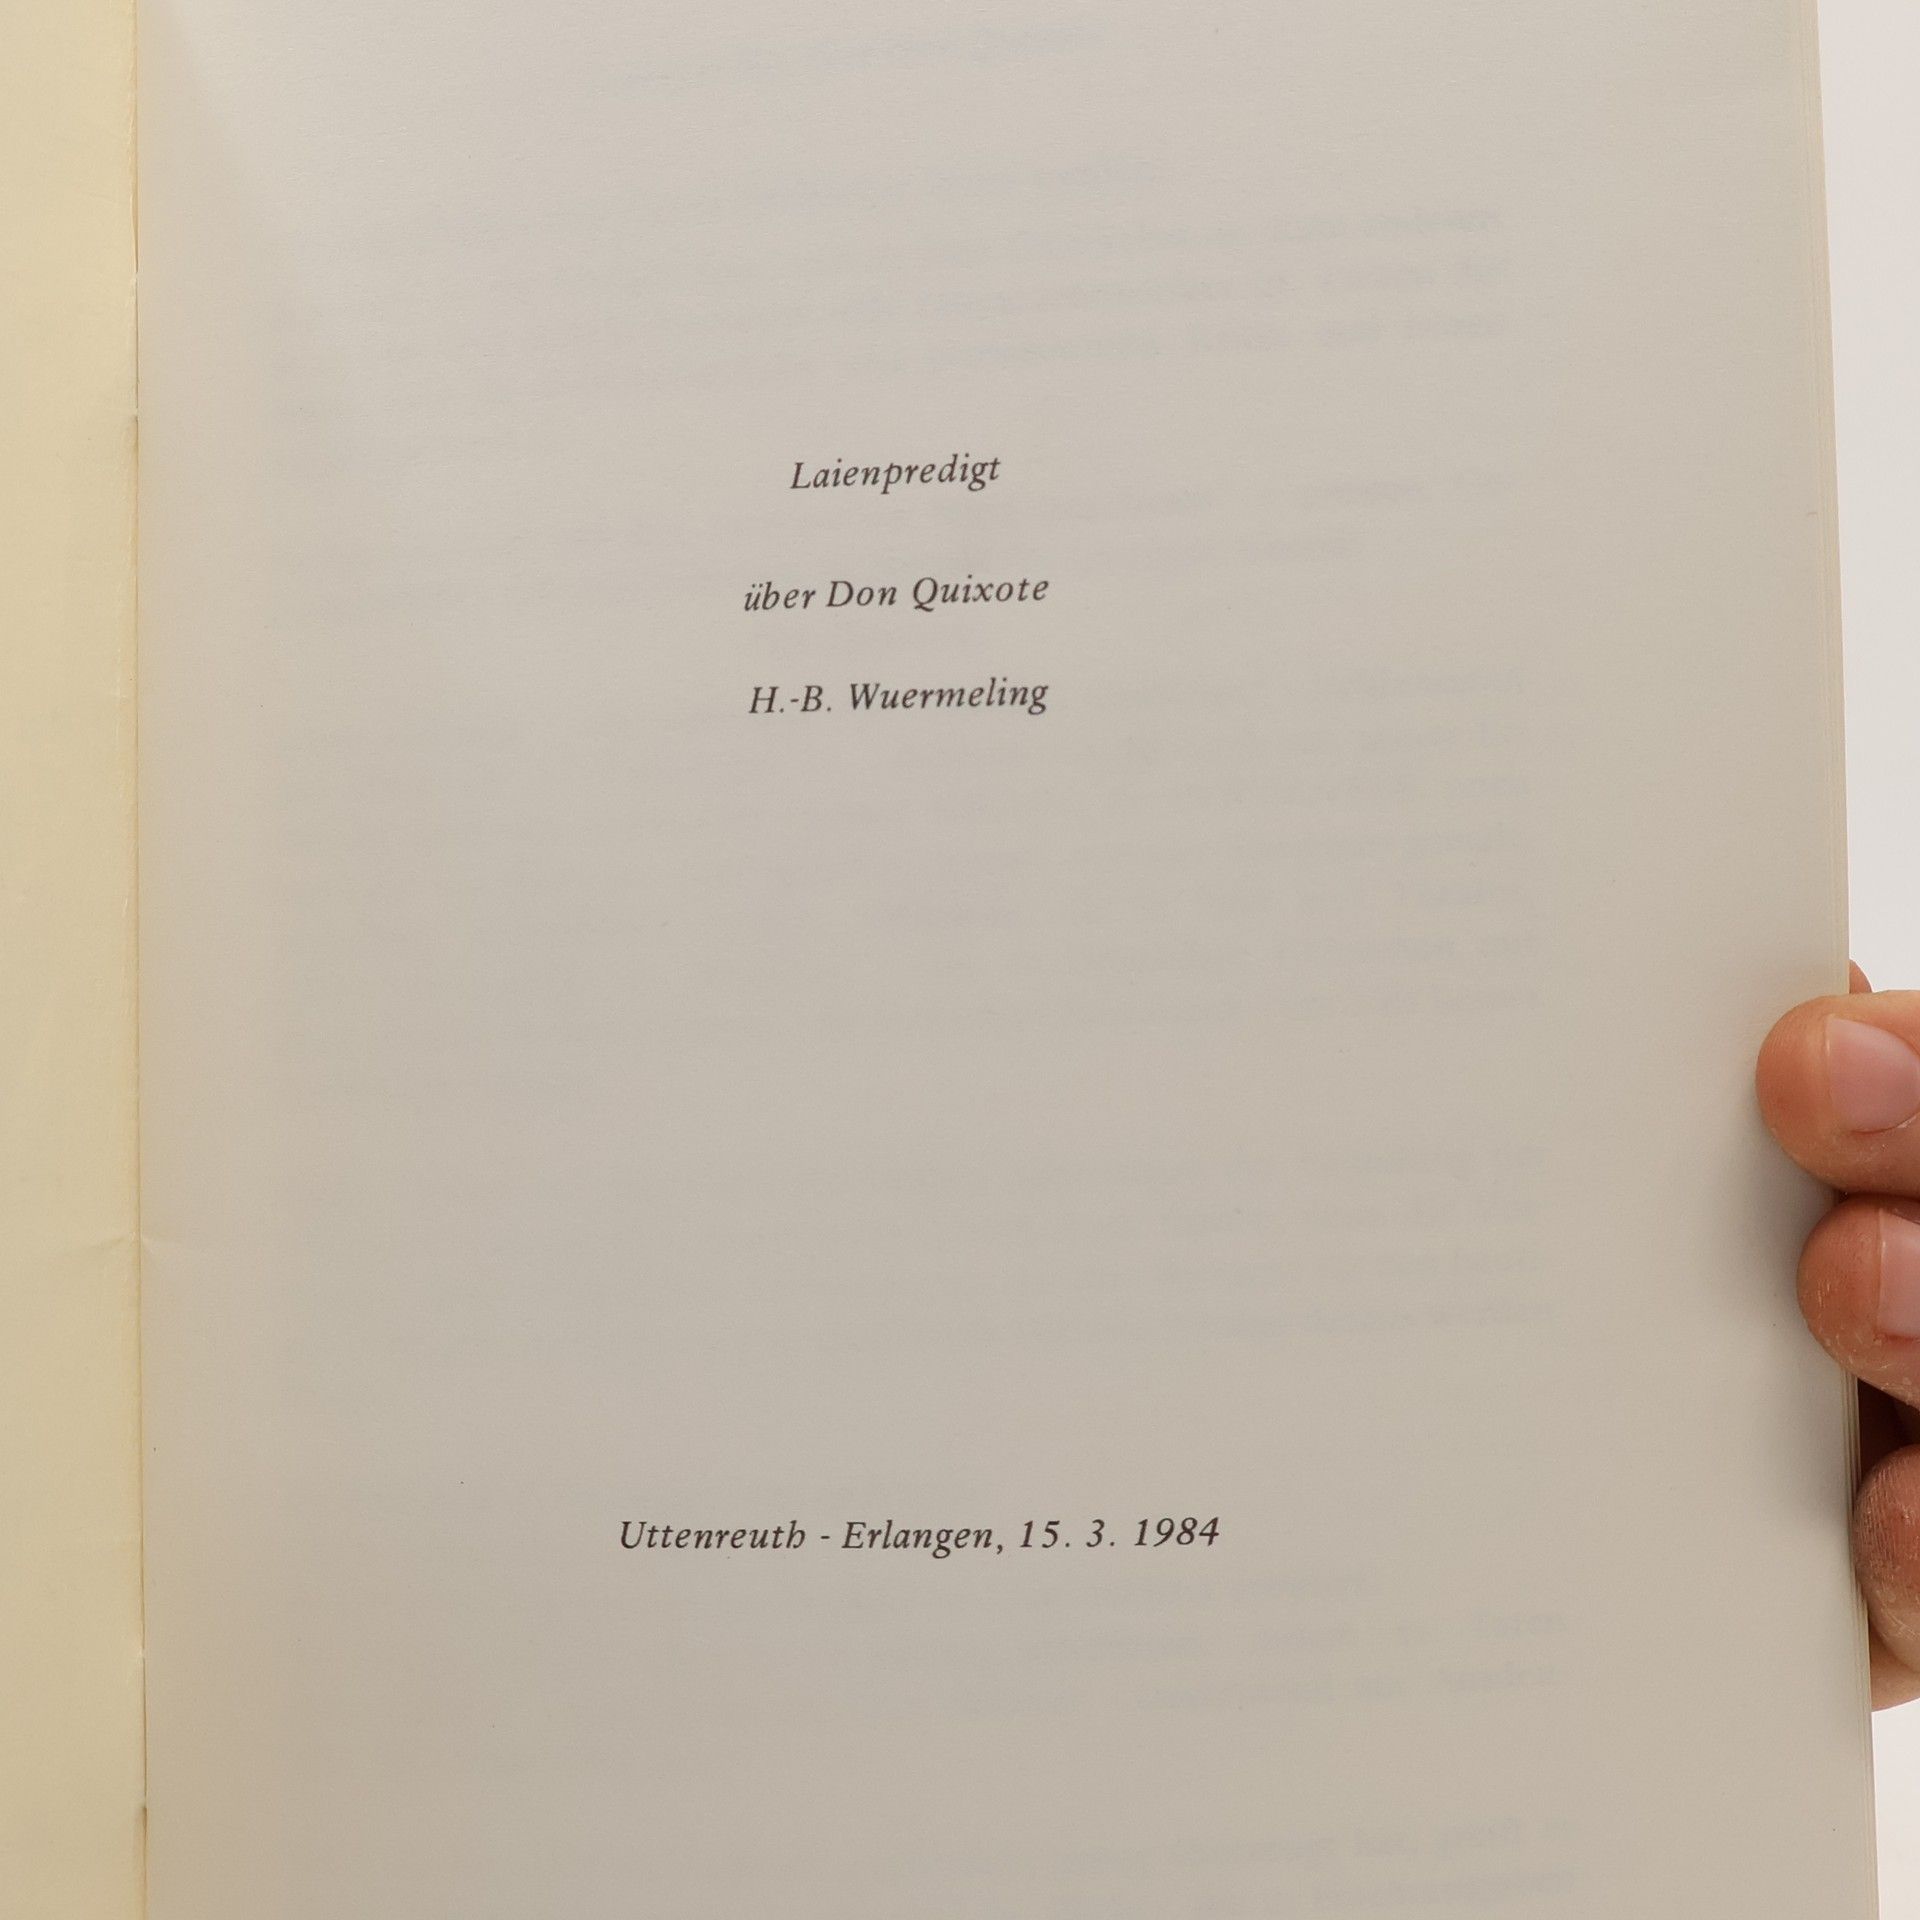 Laienpredigt
über Don Quixote
H.-B. Wuermeling
Uttenreuth - Erlangen, 15. 3. 1984